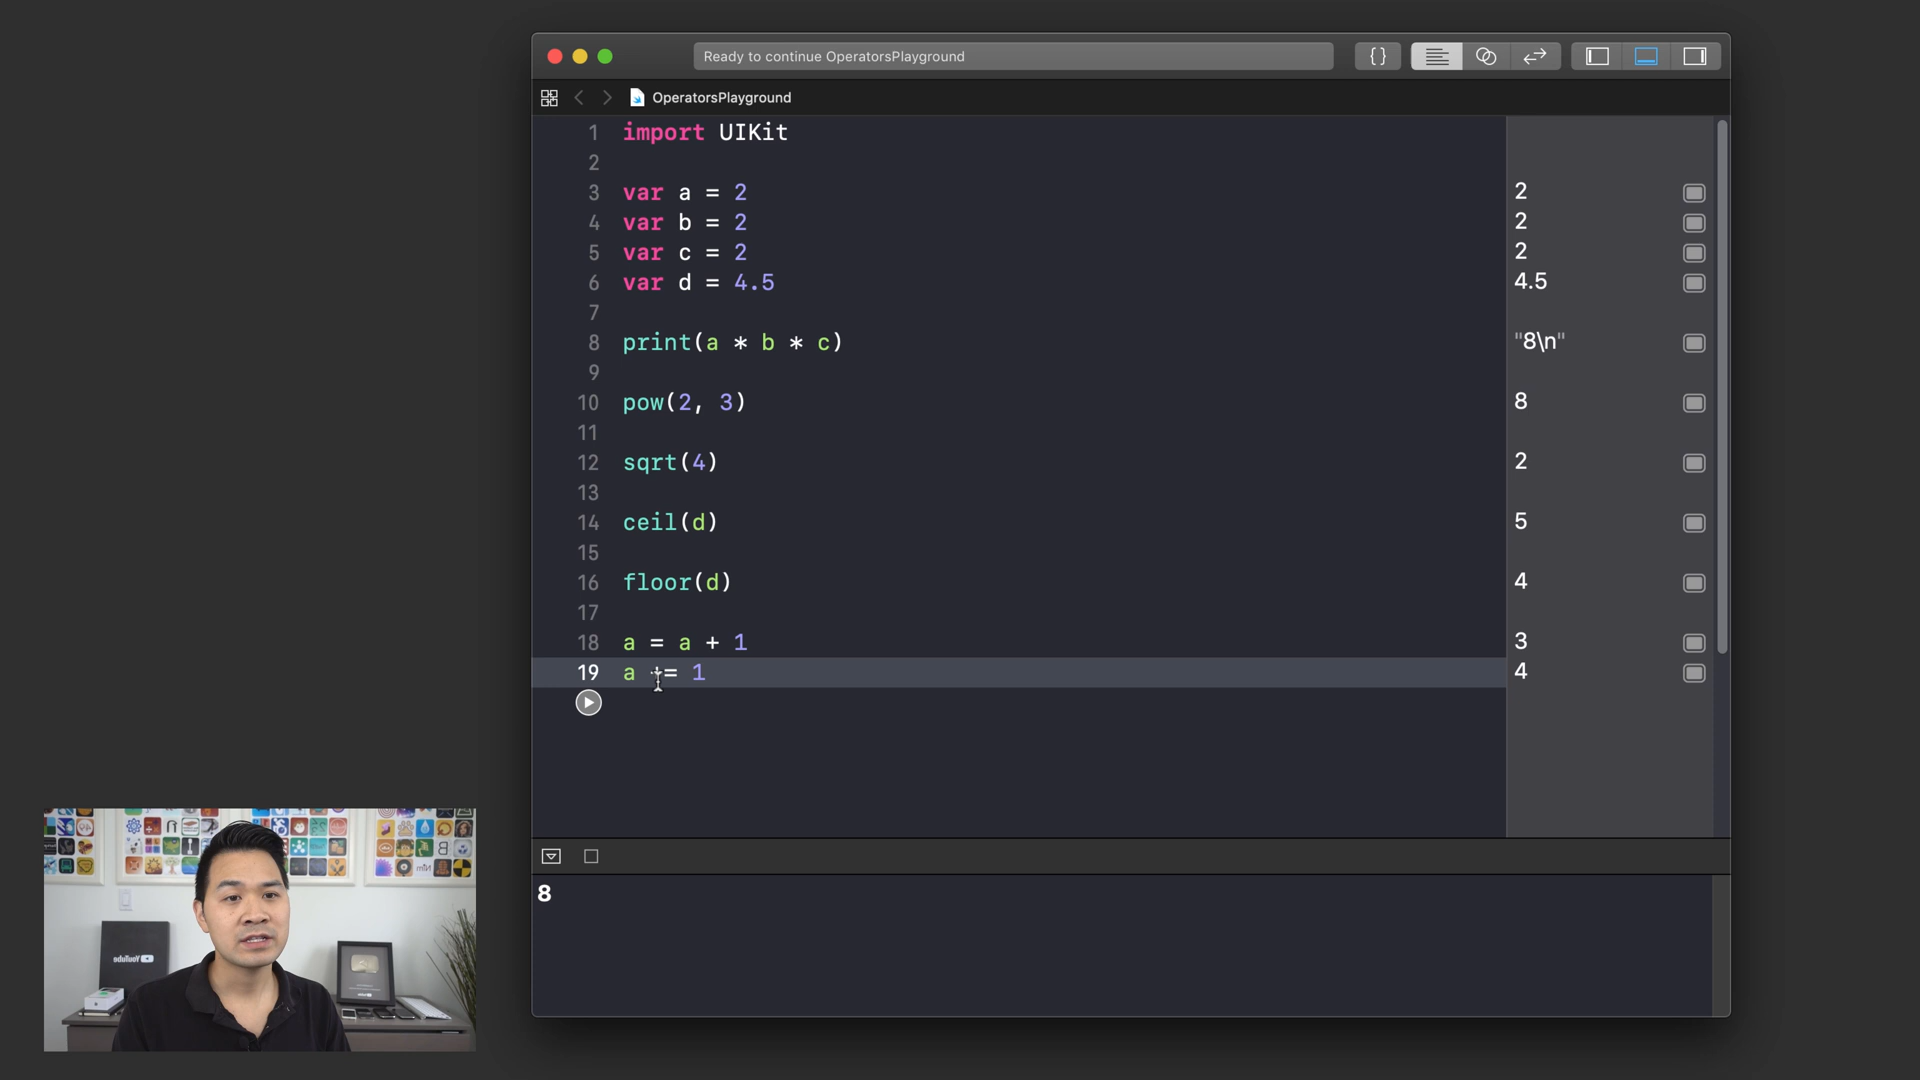 Ready to continue OperatorsPlayground
{}
OperatorsPlayground
1 import UIKit
2
3 var a = 2 2
4 var b = 2 2
5 var c = 2 2
6 var d = 4.5 4.5
7
8 print(a * b * c) "8\n"
9
10 pow(2, 3) 8
11
12 sqrt(4) 2
13
14 ceil(d) 5
15
16 floor(d) 4
17
18 a = a + 1 3
19 a += 1 4
8
YouTube